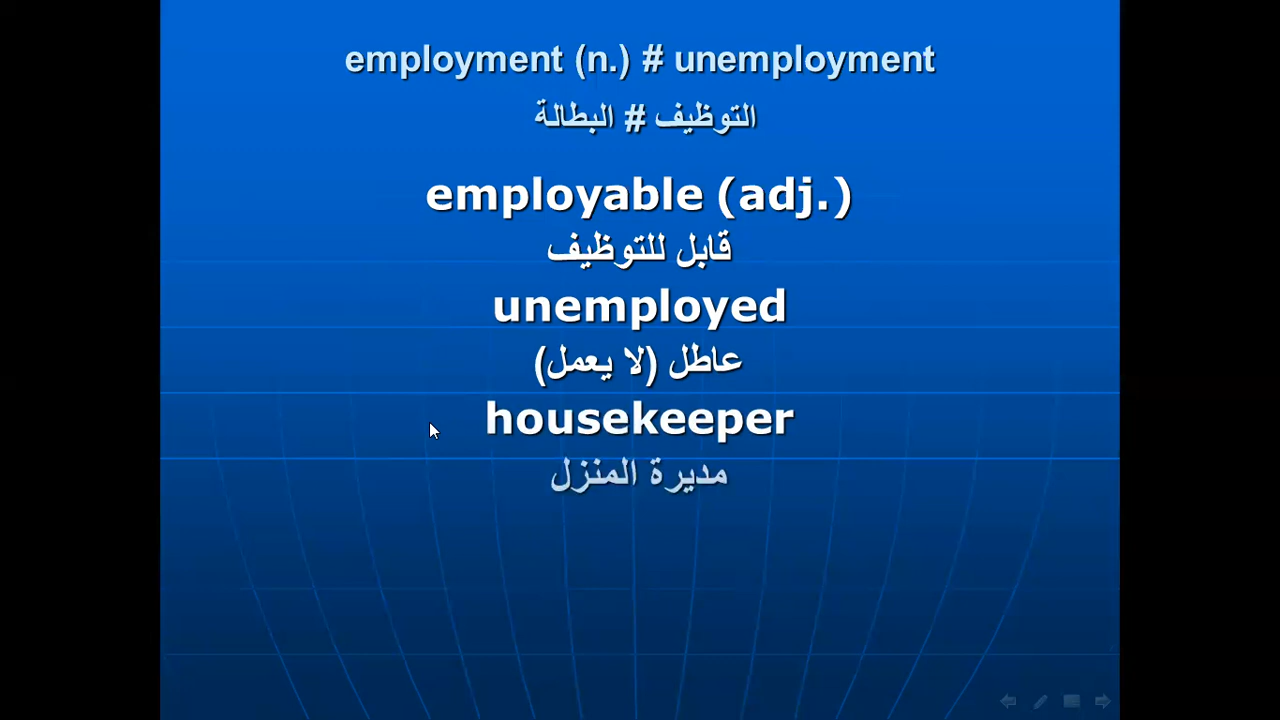 employment (n.) # unemployment
التوظيف # البطالة
employable (adj.)
قابل للتوظيف
unemployed
عاطل (لا يعمل)
housekeeper
مديرة المنزل